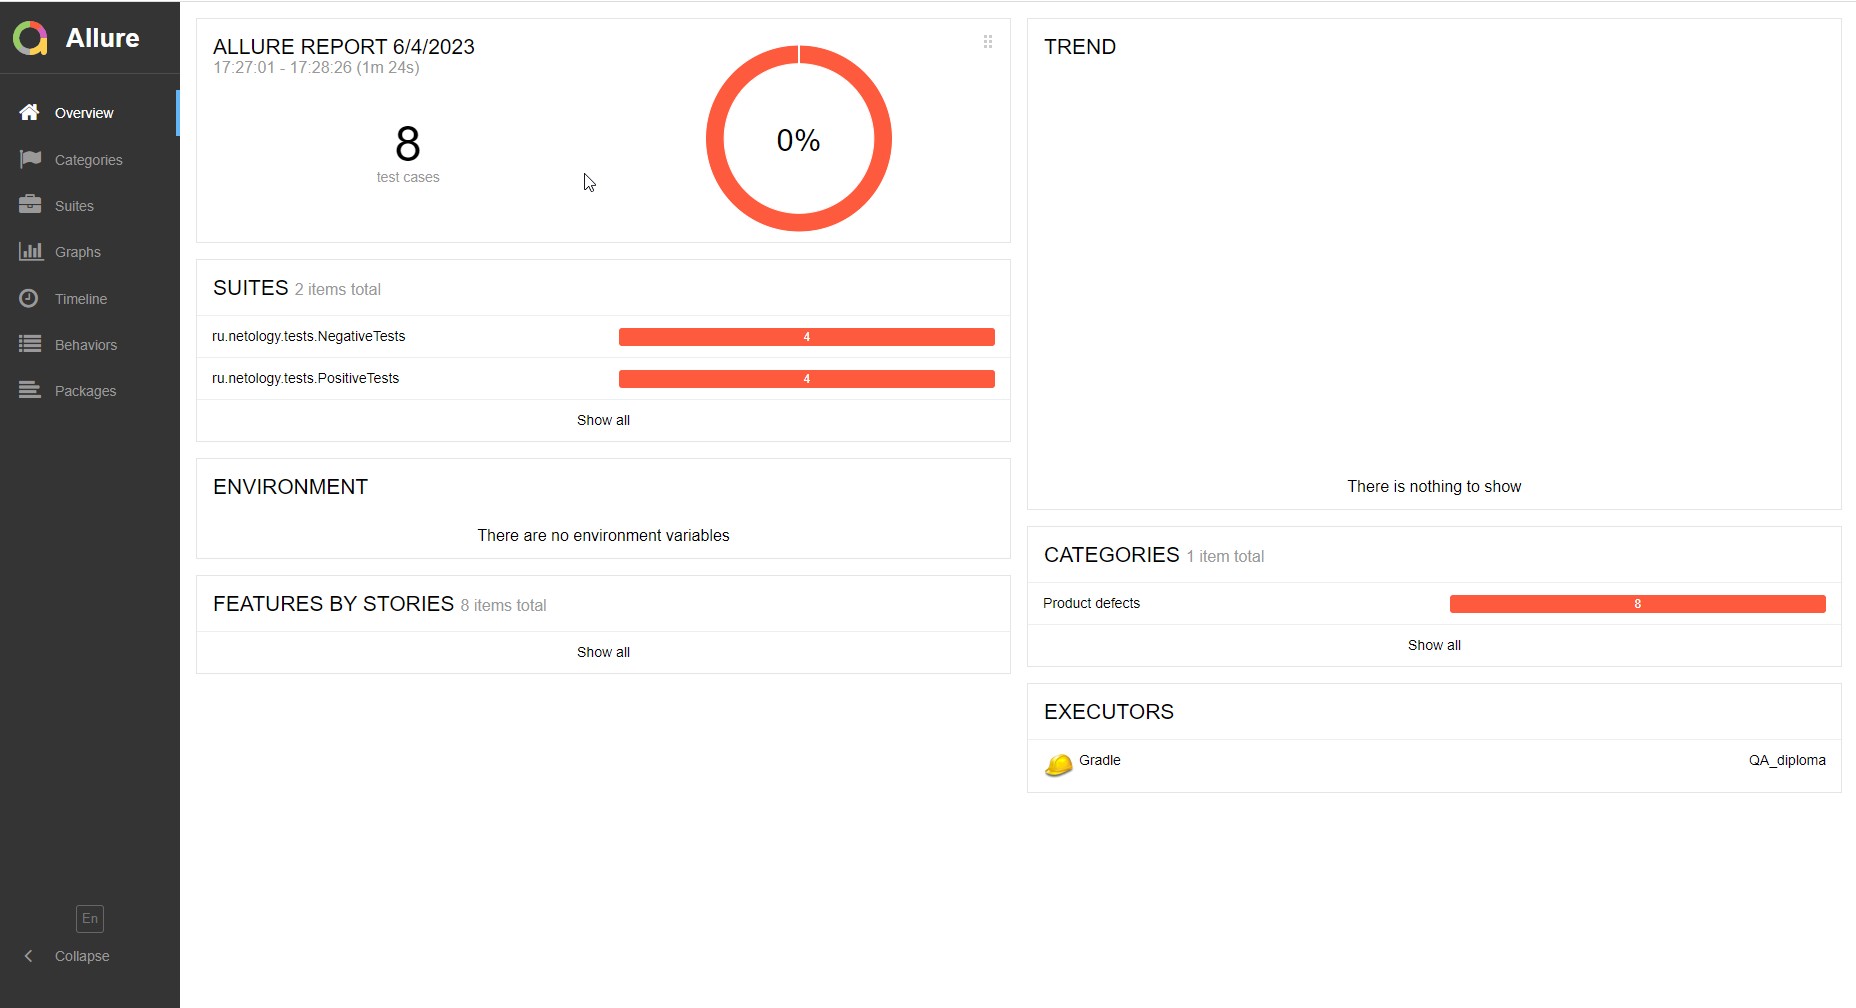 Allure
Overview
Categories
Suites
Graphs
Timeline
Behaviors
Packages
En
Collapse
ALLURE REPORT 6/4/2023
17:27:01 - 17:28:26 (1m 24s)
8
test cases
0%
SUITES 2 items total
ru.netology.tests.NegativeTests 4
ru.netology.tests.PositiveTests 4
Show all
ENVIRONMENT
There are no environment variables
FEATURES BY STORIES 8 items total
Show all
TREND
There is nothing to show
CATEGORIES 1 item total
Product defects 8
Show all
EXECUTORS
Gradle QA_diploma